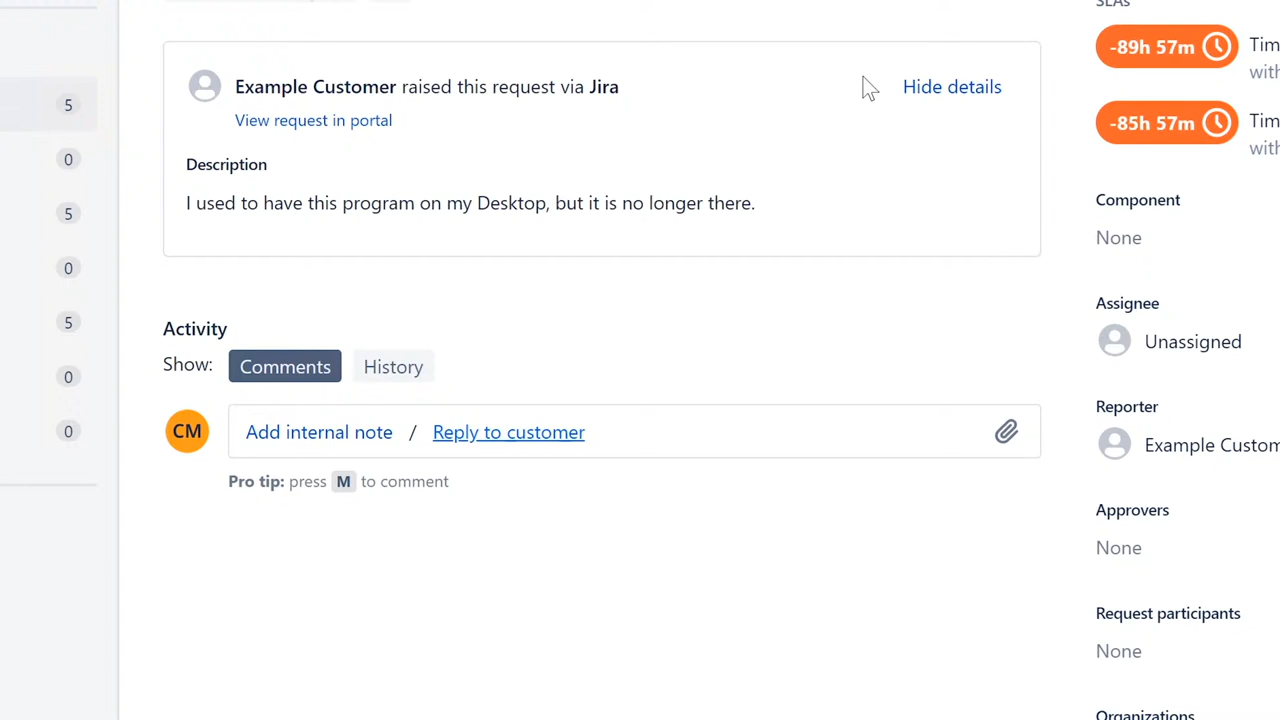 SLAs
-89h 57m
Tim
with
-85h 57m
Tim
with
5
0
5
0
5
0
0
Example Customer raised this request via Jira
Hide details
View request in portal
Description
I used to have this program on my Desktop, but it is no longer there.
Activity
Show: Comments History
CM
Add internal note / Reply to customer
Pro tip: press M to comment
Component
None
Assignee
Unassigned
Reporter
Example Custom
Approvers
None
Request participants
None
Organizations